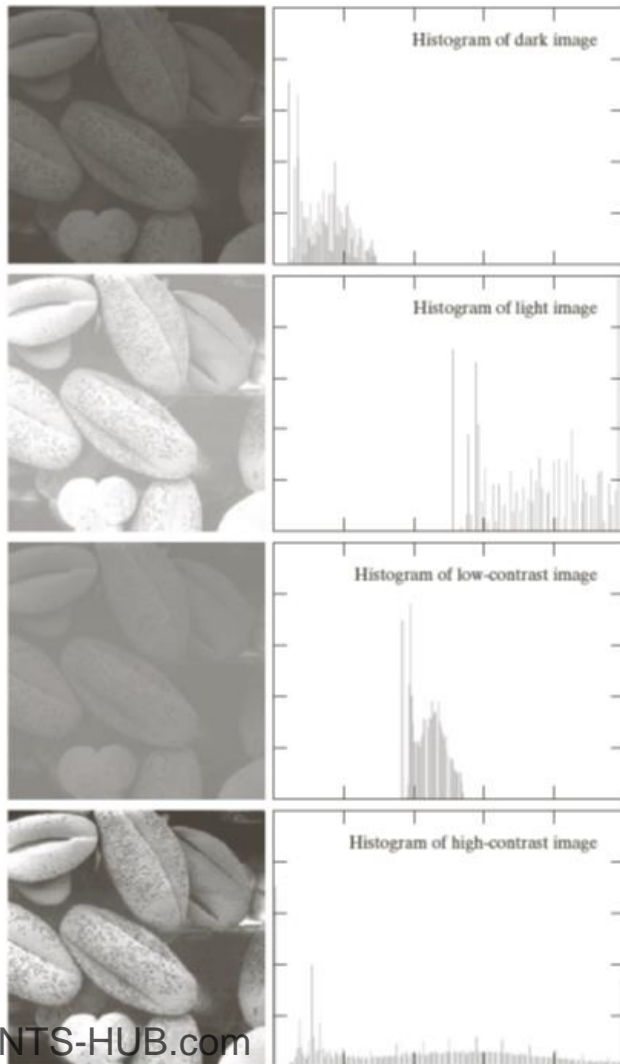 Histogram of dark image
Histogram of light image
Histogram of low-contrast image
Histogram of high-contrast image
NTS-HUB.com